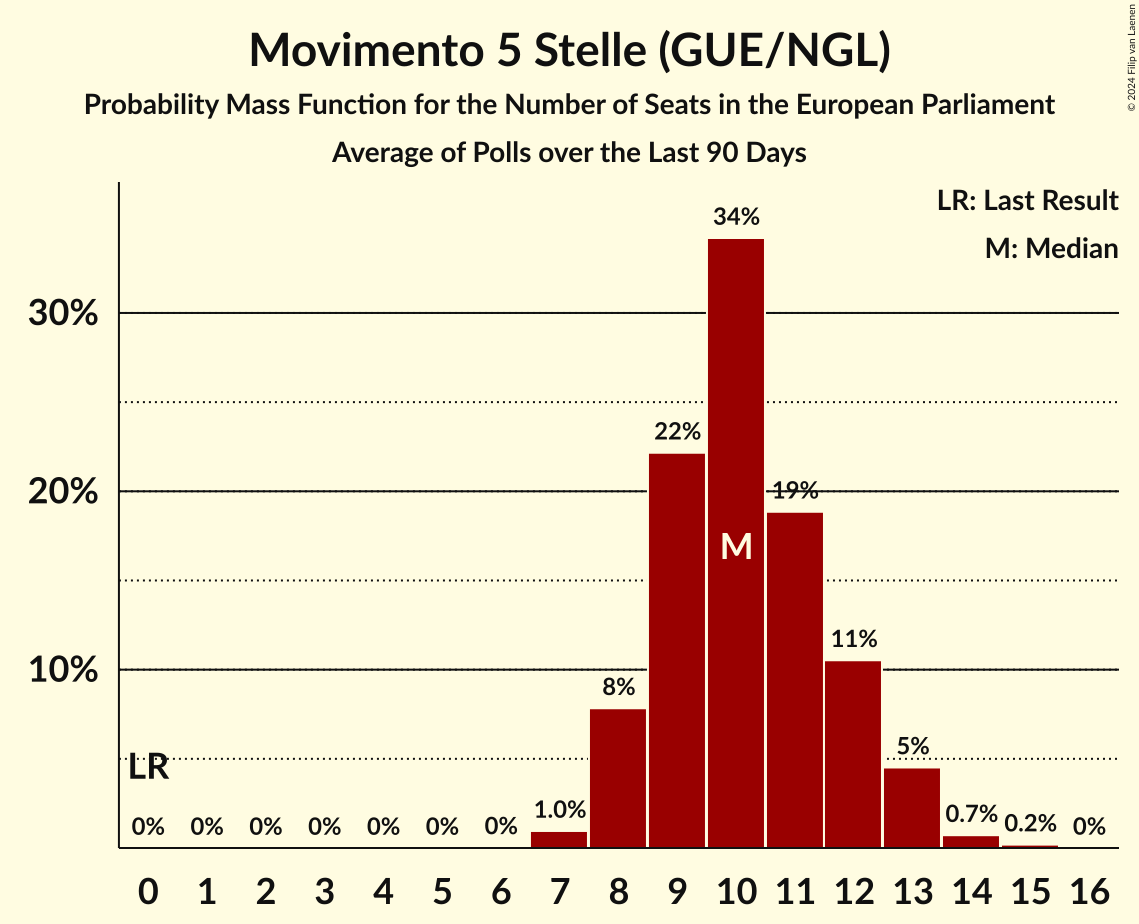 Movimento 5 Stelle (GUE/NGL)
Probability Mass Function for the Number of Seats in the European Parliament
Average of Polls over the Last 90 Days
© 2024 Filip van Laenen
LR: Last Result
M: Median
34%
30%
22%
20%
19%
M
11%
10%
8%
5%
LR
1.0%
0.7%
0.2%
0% 0% 0% 0% 0% 0% 0% 0%
0 1 2 3 4 5 6 7 8 9 10 11 12 13 14 15 16